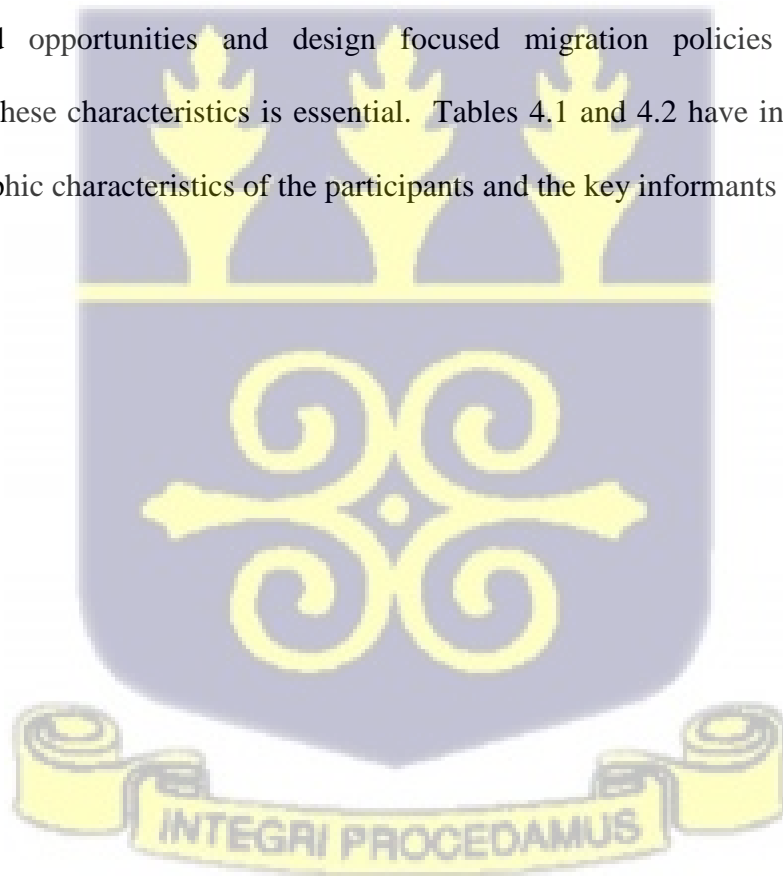 opportunities and design focused migration policies
these characteristics is essential. Tables 4.1 and 4.2 have in
phic characteristics of the participants and the key informants
INTEGRI PROCEDAMUS